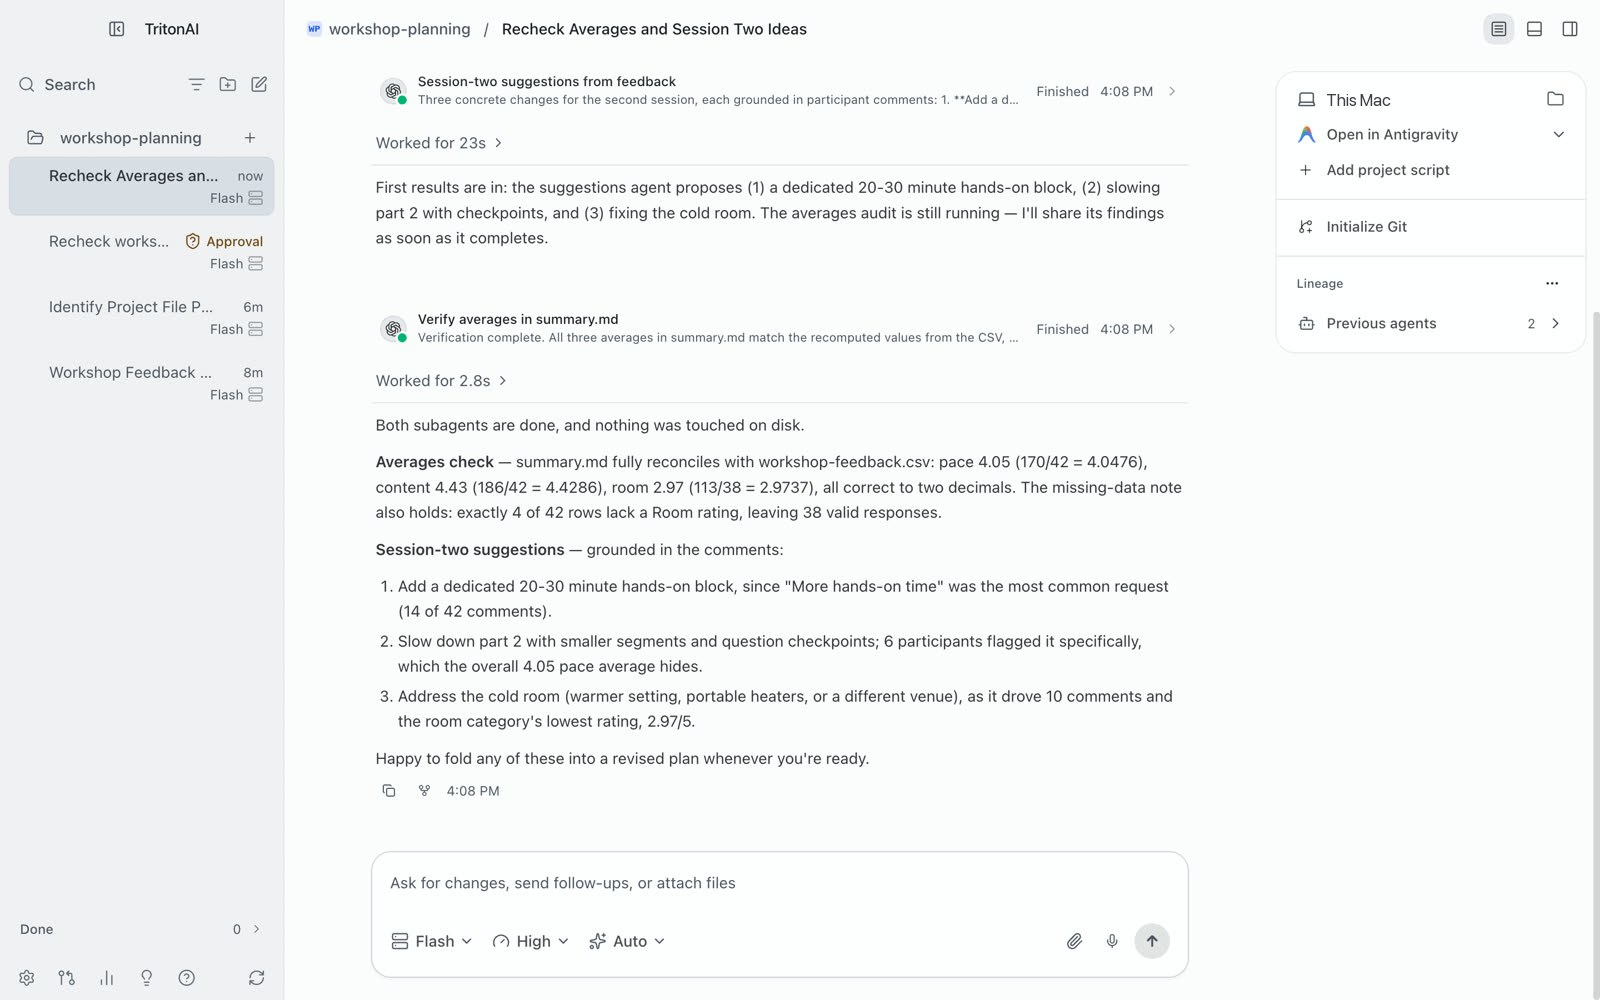 TritonAI
Search
workshop-planning
Recheck Averages an... now
Flash
Recheck works... Approval
Flash
Identify Project File P... 6m
Flash
Workshop Feedback ... 8m
Flash
Done 0
WP workshop-planning / Recheck Averages and Session Two Ideas
Session-two suggestions from feedback
Three concrete changes for the second session, each grounded in participant comments: 1. **Add a d...
Finished 4:08 PM
Worked for 23s
First results are in: the suggestions agent proposes (1) a dedicated 20-30 minute hands-on block, (2) slowing
part 2 with checkpoints, and (3) fixing the cold room. The averages audit is still running — I'll share its findings
as soon as it completes.
Verify averages in summary.md
Verification complete. All three averages in summary.md match the recomputed values from the CSV, ...
Finished 4:08 PM
Worked for 2.8s
Both subagents are done, and nothing was touched on disk.
Averages check — summary.md fully reconciles with workshop-feedback.csv: pace 4.05 (170/42 = 4.0476),
content 4.43 (186/42 = 4.4286), room 2.97 (113/38 = 2.9737), all correct to two decimals. The missing-data note
also holds: exactly 4 of 42 rows lack a Room rating, leaving 38 valid responses.
Session-two suggestions — grounded in the comments:
1. Add a dedicated 20-30 minute hands-on block, since "More hands-on time" was the most common request
(14 of 42 comments).
2. Slow down part 2 with smaller segments and question checkpoints; 6 participants flagged it specifically,
which the overall 4.05 pace average hides.
3. Address the cold room (warmer setting, portable heaters, or a different venue), as it drove 10 comments and
the room category's lowest rating, 2.97/5.
Happy to fold any of these into a revised plan whenever you're ready.
4:08 PM
Ask for changes, send follow-ups, or attach files
Flash High Auto
This Mac
Open in Antigravity
Add project script
Initialize Git
Lineage
Previous agents 2